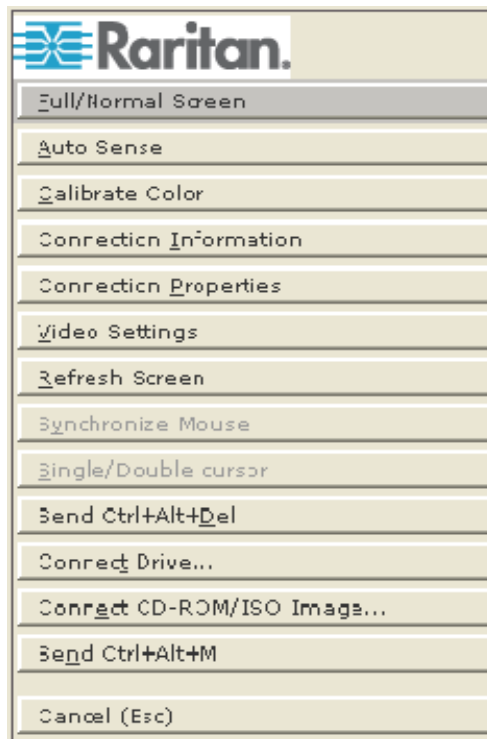 Raritan.
Full/Normal Screen
Auto Sense
Calibrate Color
Connection Information
Connection Properties
Video Settings
Refresh Screen
Synchronize Mouse
Single/Double cursor
Send Ctrl+Alt+Del
Connect Drive...
Connect CD-ROM/ISO Image...
Send Ctrl+Alt+M
Cancel (Esc)